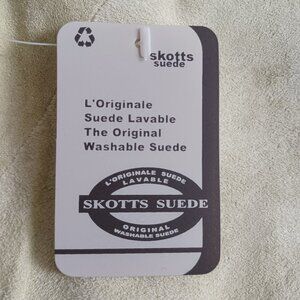 skotts
suede
L'Originale
Suede Lavable
The Original
Washable Suede
L'ORIGINALE SUEDE
LAVABLE
SKOTTS SUEDE
ORIGINAL
WASHABLE SUEDE